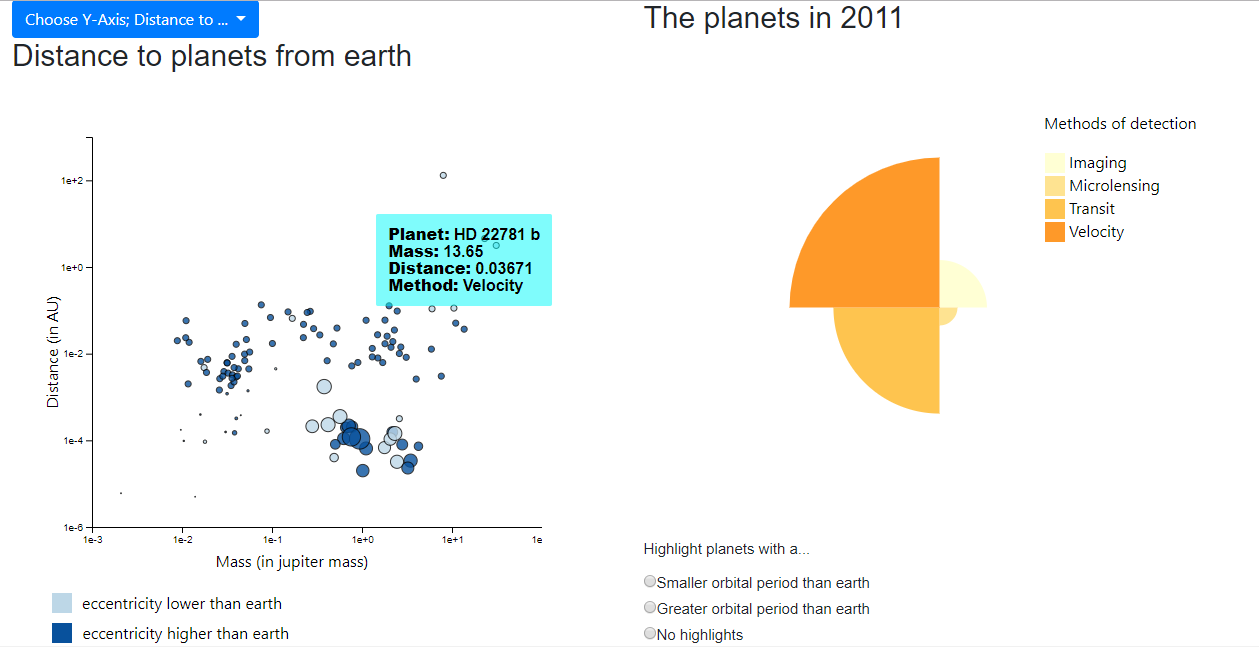 Choose Y-Axis; Distance to ...
Distance to planets from earth
1e+2
1e+0
1e-2
1e-4
1e-6
Distance (in AU)
Planet: HD 22781 b
Mass: 13.65
Distance: 0.03671
Method: Velocity
1e-3 1e-2 1e-1 1e+0 1e+1 1e
Mass (in jupiter mass)
eccentricity lower than earth
eccentricity higher than earth
The planets in 2011
Methods of detection
Imaging
Microlensing
Transit
Velocity
Highlight planets with a...
Smaller orbital period than earth
Greater orbital period than earth
No highlights